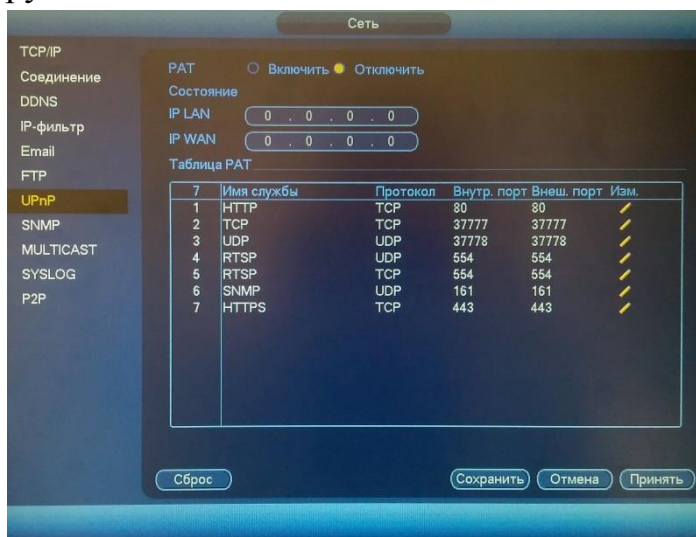 Сеть
TCP/IP
Соединение
DDNS
IP-фильтр
Email
FTP
UPnP
SNMP
MULTICAST
SYSLOG
P2P
PAT Включить Отключить
Состояние
IP LAN 0 . 0 . 0 . 0
IP WAN 0 . 0 . 0 . 0
Таблица PAT
7 Имя службы Протокол Внутр. порт Внеш. порт Изм.
1 HTTP TCP 80 80
2 TCP TCP 37777 37777
3 UDP UDP 37778 37778
4 RTSP UDP 554 554
5 RTSP TCP 554 554
6 SNMP UDP 161 161
7 HTTPS TCP 443 443
Сброс Сохранить Отмена Принять